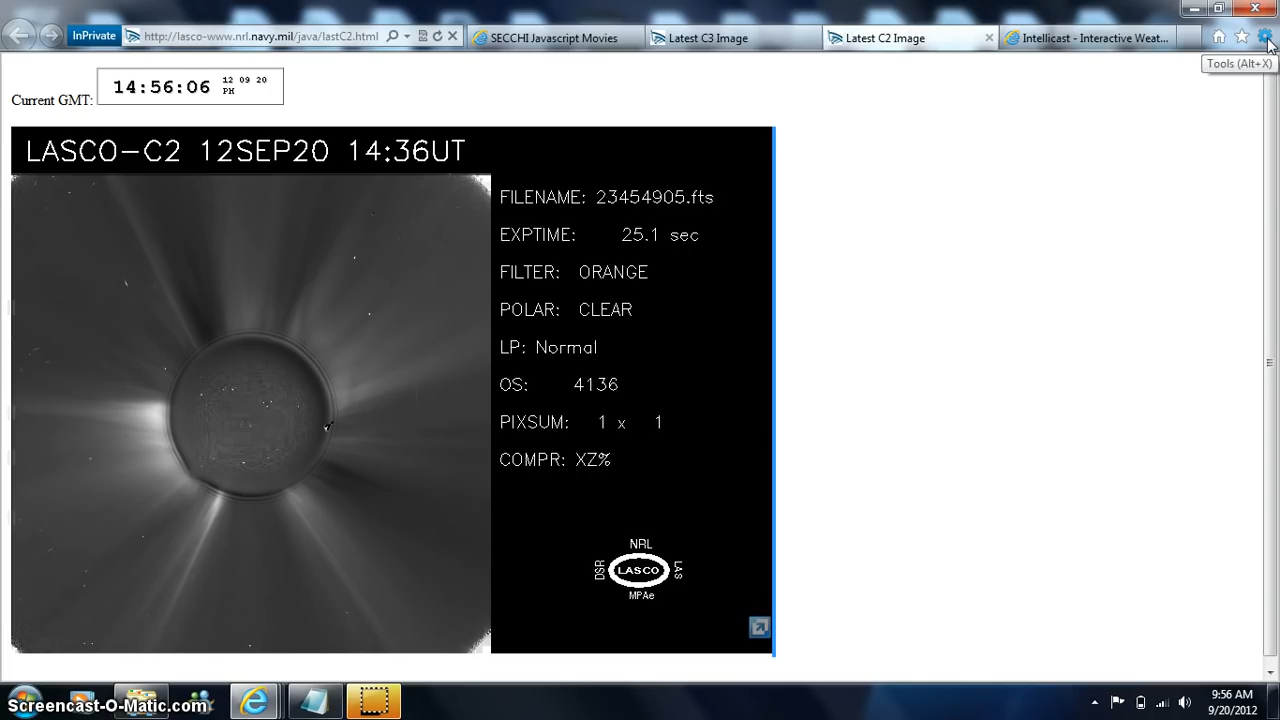 InPrivate
http://lasco-www.nrl.navy.mil/java/lastC2.html
SECCHI Javascript Movies
Latest C3 Image
Latest C2 Image
Intellicast - Interactive Weat...
Tools (Alt+X)
Current GMT:
14:56:06
12 09 20
PH
LASCO-C2 12SEP20 14:36UT
FILENAME: 23454905.fts
EXPTIME: 25.1 sec
FILTER: ORANGE
POLAR: CLEAR
LP: Normal
OS: 4136
PIXSUM: 1 x 1
COMPR: XZ%
NRL
DSR
LASCO
LAS
MPAe
Screencast-O-Matic.com
9:56 AM
9/20/2012